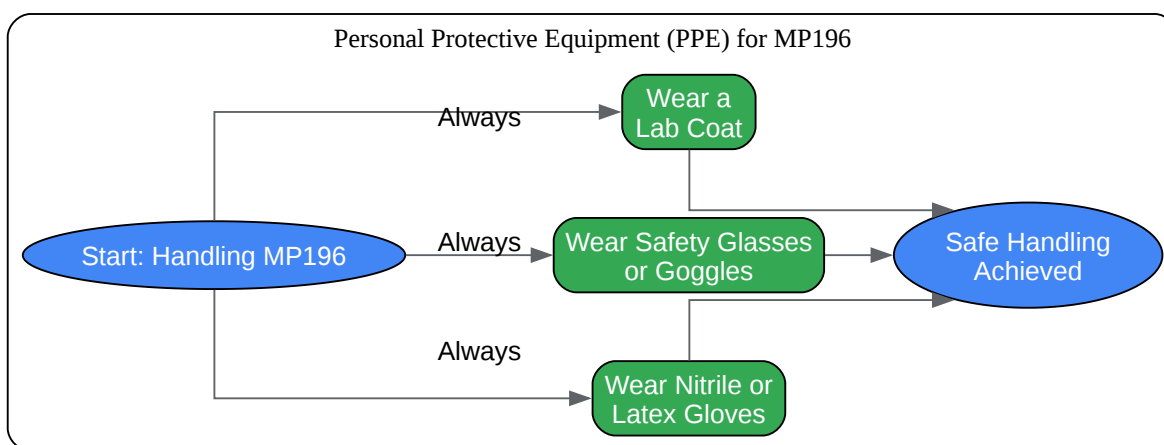 Personal Protective Equipment (PPE) for MP196
Always
Wear a
Lab Coat
Start: Handling MP196
Always
Wear Safety Glasses
or Goggles
Safe Handling
Achieved
Always
Wear Nitrile or
Latex Gloves